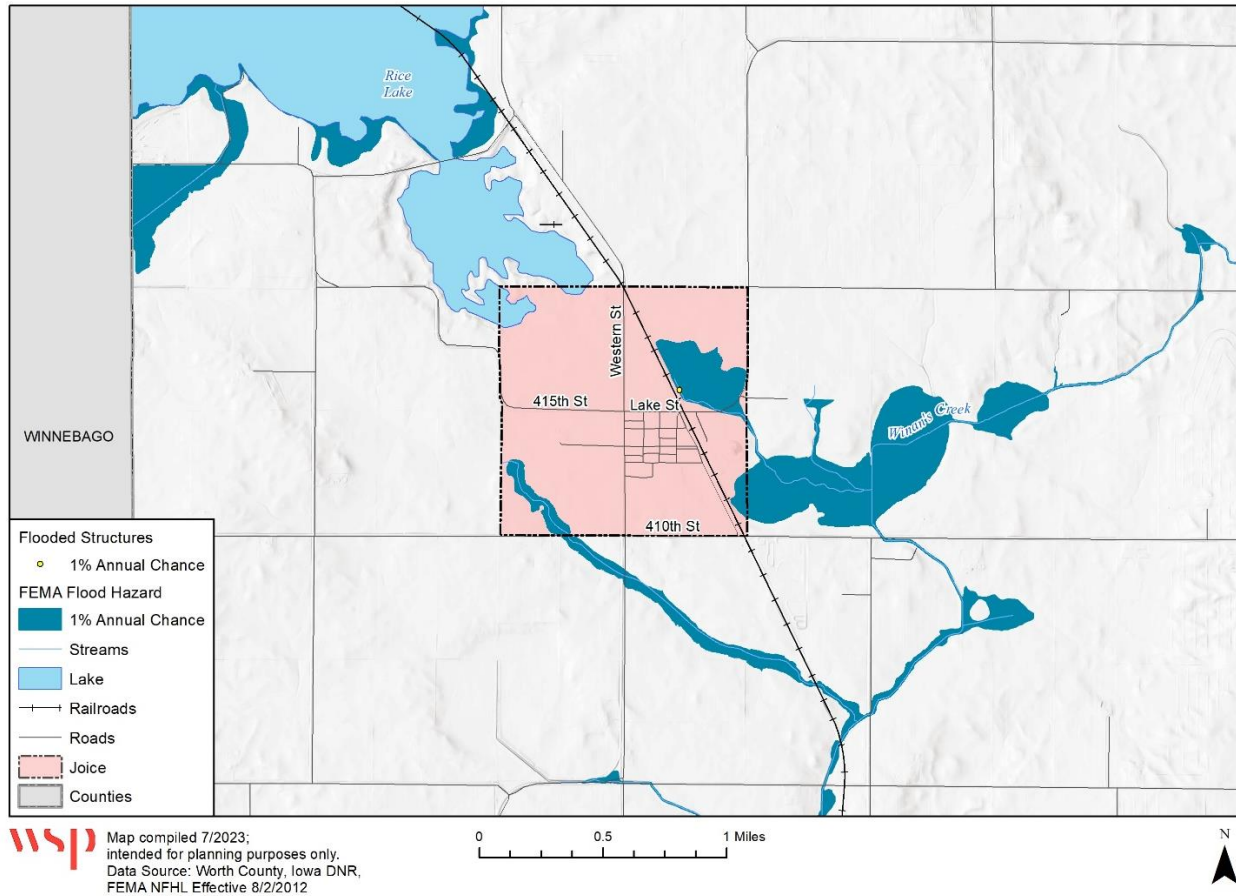 Rice
Lake
Western St
415th St
Lake St
Winan's Creek
WINNEBAGO
410th St
Flooded Structures
1% Annual Chance
FEMA Flood Hazard
1% Annual Chance
Streams
Lake
Railroads
Roads
Joice
Counties
wsp
Map compiled 7/2023;
intended for planning purposes only.
Data Source: Worth County, Iowa DNR,
FEMA NFHL Effective 8/2/2012
0 0.5 1 Miles
N